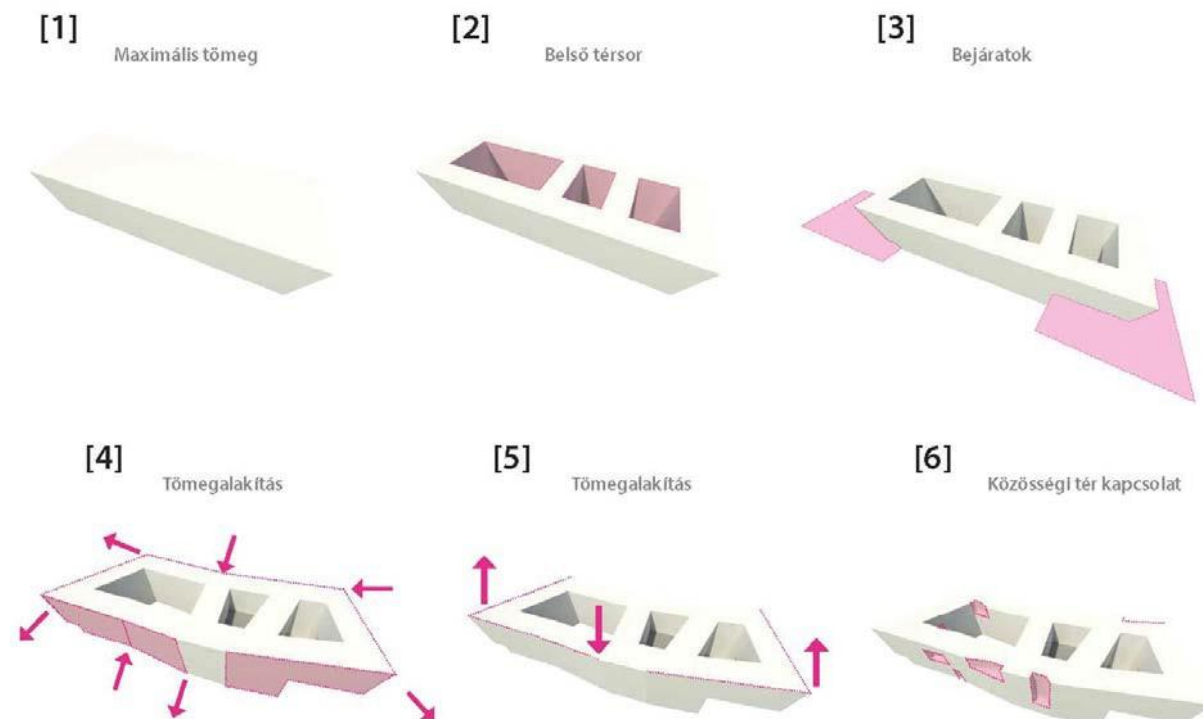 [1]
Maximális tömeg
[2]
Belső térsor
[3]
Bejáratok
[4]
Tömegalakítás
[5]
Tömegalakítás
[6]
Közösségi tér kapcsolat